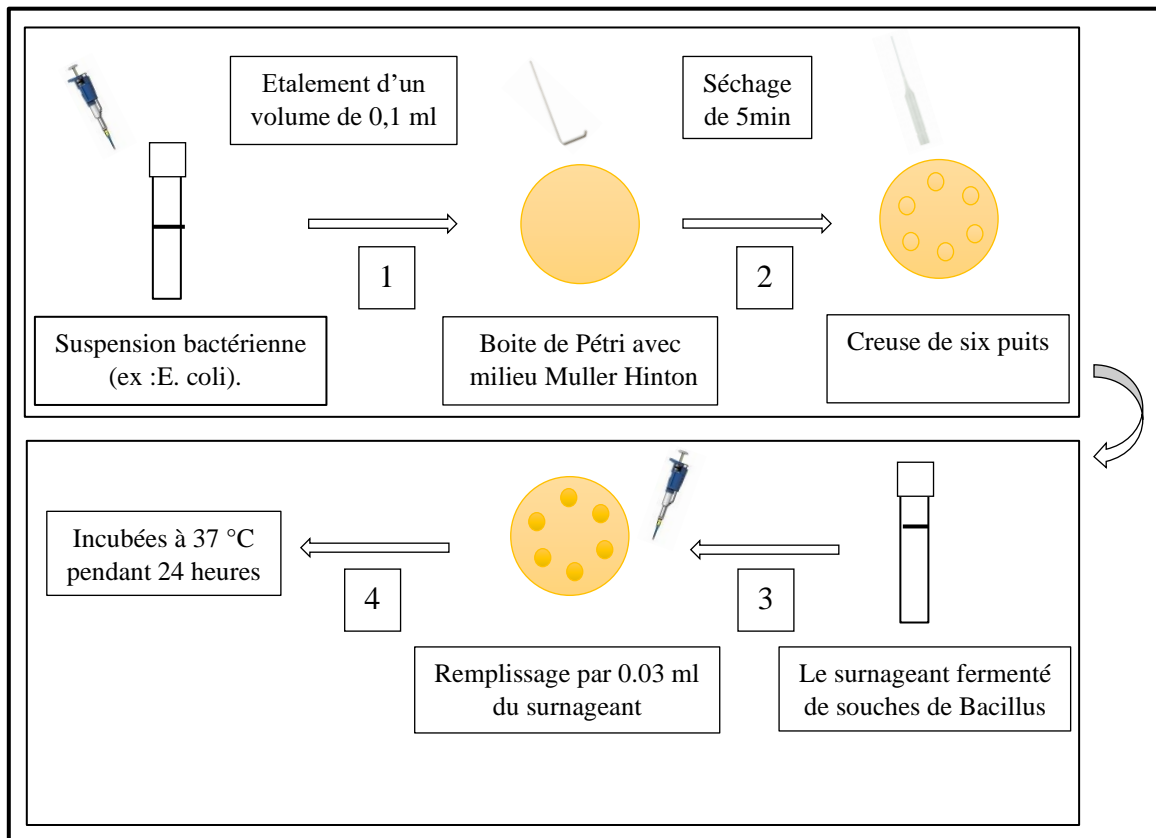 Etalement d'un
volume de 0,1 ml
Séchage
de 5min
1
2
Suspension bactérienne
(ex :E. coli).
Boite de Pétri avec
milieu Muller Hinton
Creuse de six puits
Incubées à 37 °C
pendant 24 heures
4
3
Remplissage par 0.03 ml
du surnageant
Le surnageant fermenté
de souches de Bacillus